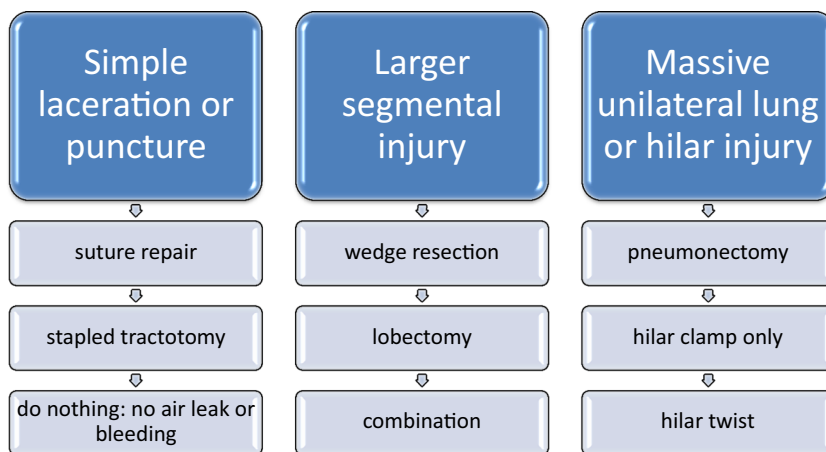 Simple
laceration or
puncture
suture repair
stapled tractotomy
do nothing: no air leak or
bleeding
Larger
segmental
injury
wedge resection
lobectomy
combination
Massive
unilateral lung
or hilar injury
pneumonectomy
hilar clamp only
hilar twist